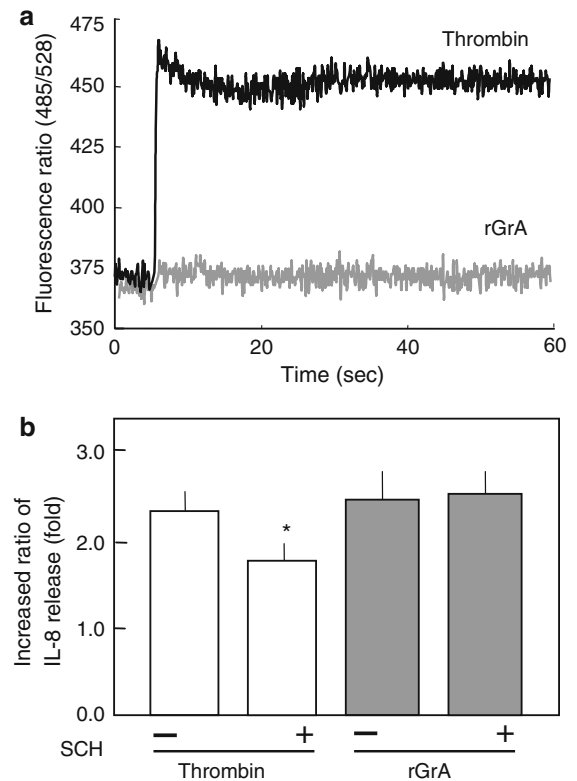 a
475
450
425
400
375
350
Fluorescence ratio (485/528)
Thrombin
rGrA
0
20
40
60
Time (sec)
b
3.0
2.0
1.0
0.0
Increased ratio of
IL-8 release (fold)
*
SCH
− + − +
Thrombin rGrA